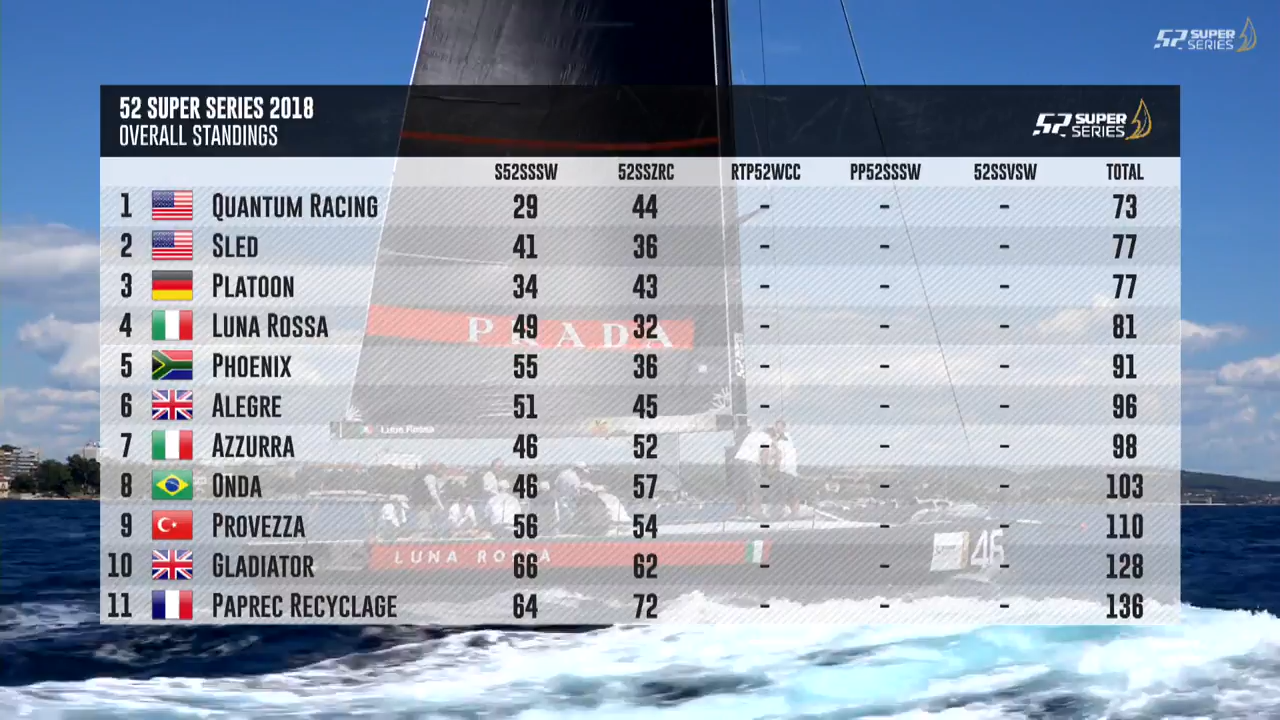 52 SUPER SERIES
52 SUPER SERIES 2018
OVERALL STANDINGS
52 SUPER SERIES
S52SSSW 52SSZRC RTP52WCC PP52SSSW 52SSVSW TOTAL
1 QUANTUM RACING 29 44 - - - 73
2 SLED 41 36 - - - 77
3 PLATOON 34 43 - - - 77
4 LUNA ROSSA 49 32 - - - 81
PRADA
5 PHOENIX 55 36 - - - 91
6 ALEGRE 51 45 - - - 96
Luna Rossa
7 AZZURRA 46 52 - - - 98
8 ONDA 46 57 - - - 103
9 PROVEZZA 56 54 - - - 110
LUNA ROSSA
46
10 GLADIATOR 66 62 - - - 128
11 PAPREC RECYCLAGE 64 72 - - - 136